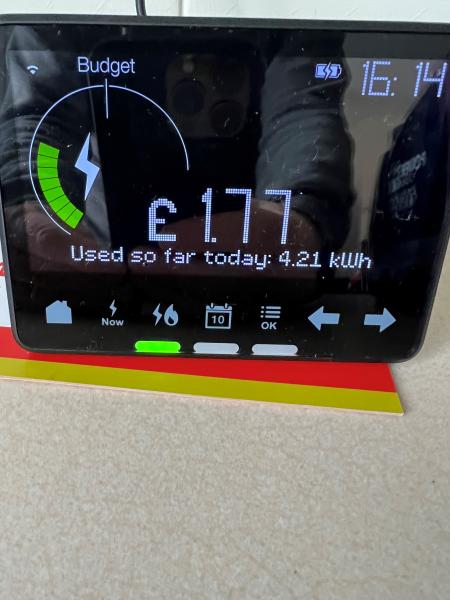 Budget
16:14
£1.77
Used so far today: 4.21 kWh
Now
10
OK